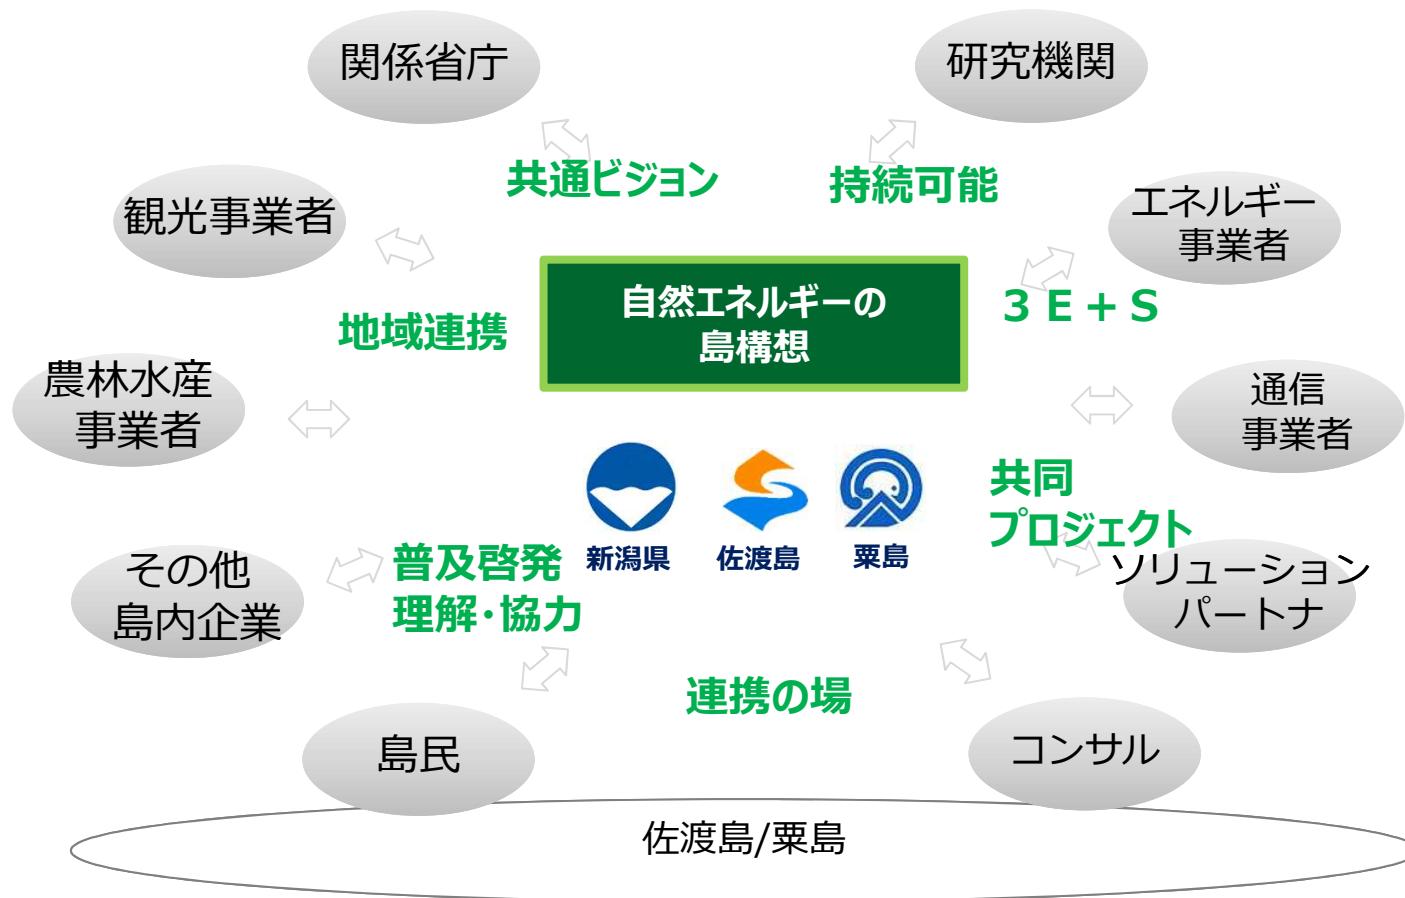 関係省庁
研究機関
共通ビジョン
持続可能
観光事業者
エネルギー
事業者
自然エネルギーの
島構想
3E+S
地域連携
農林水産
事業者
通信
事業者
共同
プロジェクト
新潟県
佐渡島
粟島
普及啓発
理解・協力
その他
島内企業
ソリューション
パートナ
連携の場
島民
コンサル
佐渡島/粟島